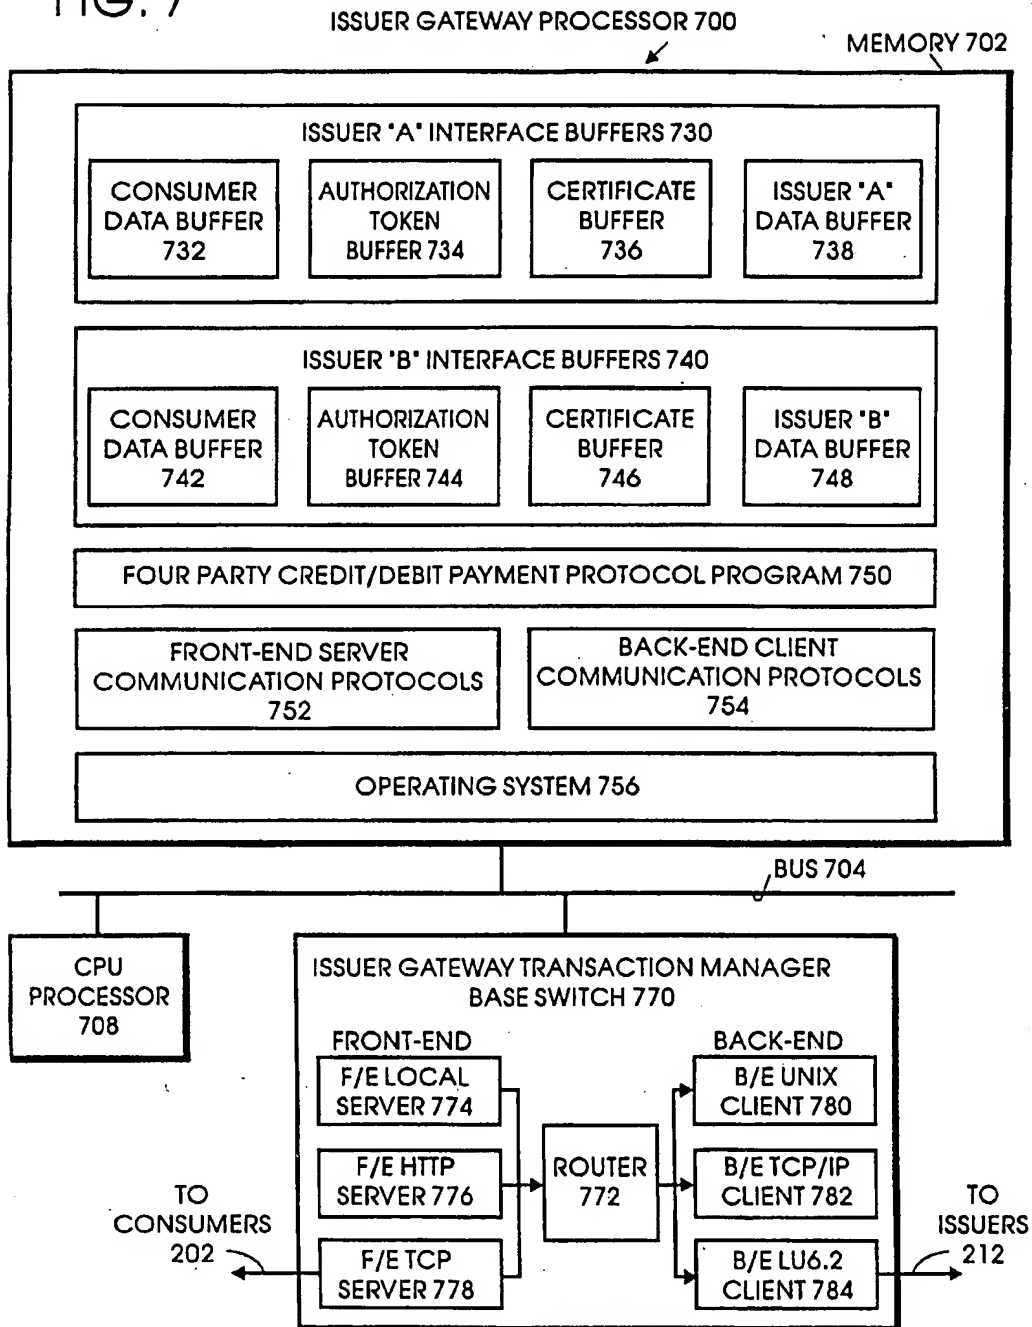 FIG. 7
ISSUER GATEWAY PROCESSOR 700
MEMORY 702
ISSUER "A" INTERFACE BUFFERS 730
CONSUMER
DATA BUFFER
732
AUTHORIZATION
TOKEN
BUFFER 734
CERTIFICATE
BUFFER
736
ISSUER "A"
DATA BUFFER
738
ISSUER "B" INTERFACE BUFFERS 740
CONSUMER
DATA BUFFER
742
AUTHORIZATION
TOKEN
BUFFER 744
CERTIFICATE
BUFFER
746
ISSUER "B"
DATA BUFFER
748
FOUR PARTY CREDIT/DEBIT PAYMENT PROTOCOL PROGRAM 750
FRONT-END SERVER
COMMUNICATION PROTOCOLS
752
BACK-END CLIENT
COMMUNICATION PROTOCOLS
754
OPERATING SYSTEM 756
BUS 704
CPU
PROCESSOR
708
ISSUER GATEWAY TRANSACTION MANAGER
BASE SWITCH 770
FRONT-END
F/E LOCAL
SERVER 774
F/E HTTP
SERVER 776
F/E TCP
SERVER 778
ROUTER
772
BACK-END
B/E UNIX
CLIENT 780
B/E TCP/IP
CLIENT 782
B/E LU6.2
CLIENT 784
TO
CONSUMERS
202
TO
ISSUERS
212